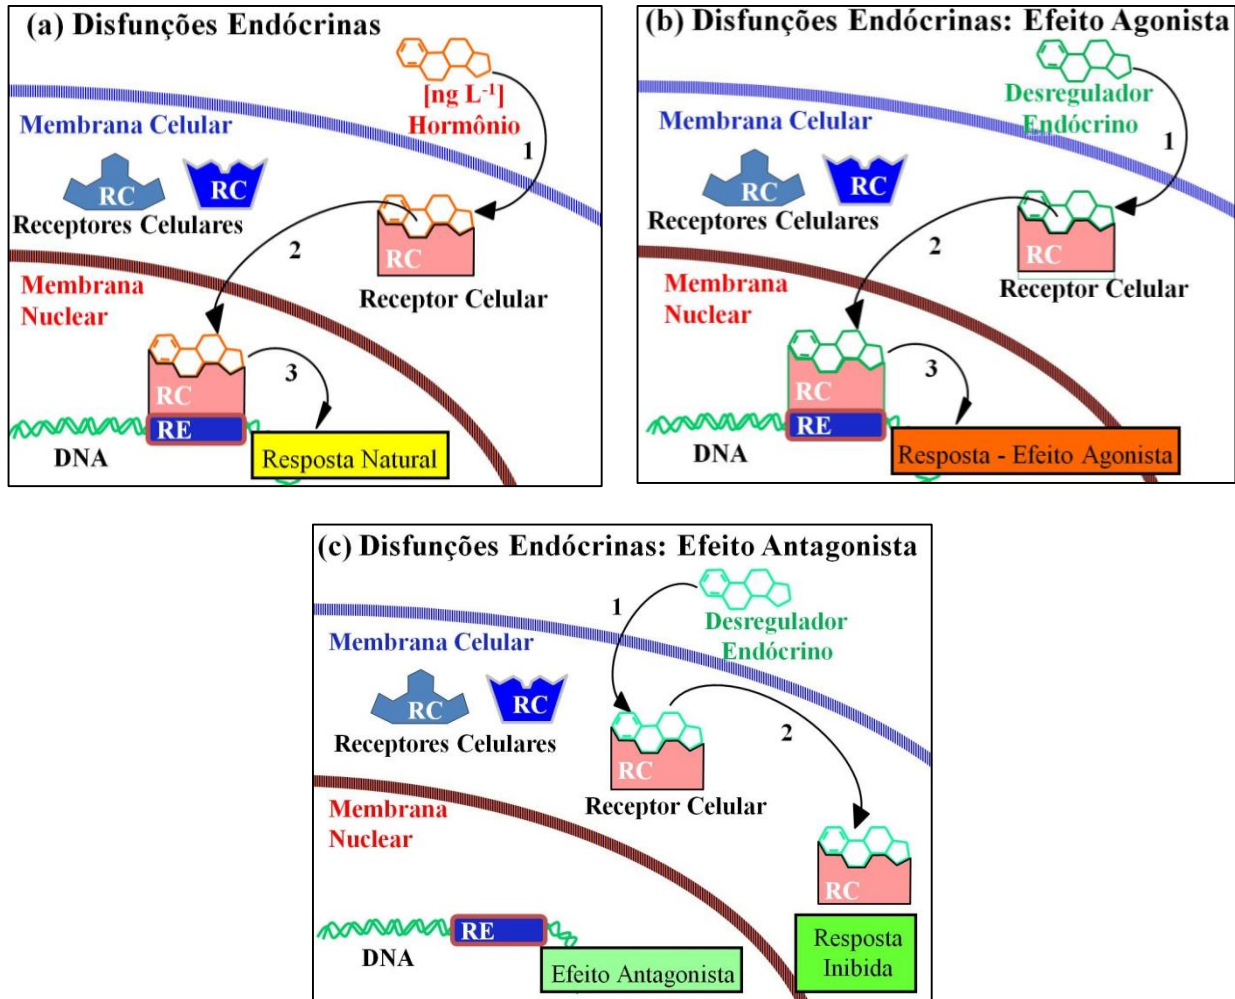 (a) Disfunções Endócrinas
[ng L⁻¹]
Hormônio
Membrana Celular
1
RC
RC
Receptores Celulares
2
RC
Receptor Celular
Membrana
Nuclear
3
RC
RE
DNA
Resposta Natural
(b) Disfunções Endócrinas: Efeito Agonista
Desregulador
Endócrino
Membrana Celular
1
RC
RC
Receptores Celulares
2
RC
Receptor Celular
Membrana
Nuclear
3
RC
RE
DNA
Resposta - Efeito Agonista
(c) Disfunções Endócrinas: Efeito Antagonista
1
Desregulador
Endócrino
Membrana Celular
RC
RC
Receptores Celulares
2
RC
Receptor Celular
Membrana
Nuclear
RC
RE
DNA
Efeito Antagonista
Resposta
Inibida